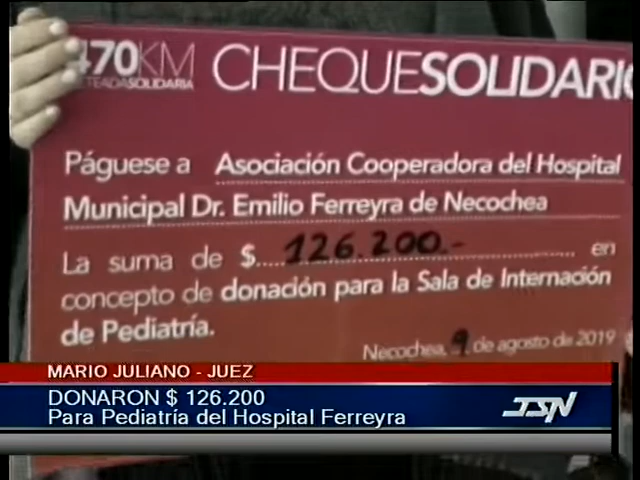 470KM
ETEADASOLIDARIA
CHEQUESOLIDARIO
Páguese a Asociación Cooperadora del Hospital
Municipal Dr. Emilio Ferreyra de Necochea
La suma de $....126.200.-.... en
concepto de donación para la Sala de Internación
de Pediatría.
Necochea, 9 de agosto de 2019
MARIO JULIANO - JUEZ
DONARON $ 126.200
Para Pediatría del Hospital Ferreyra
JSN